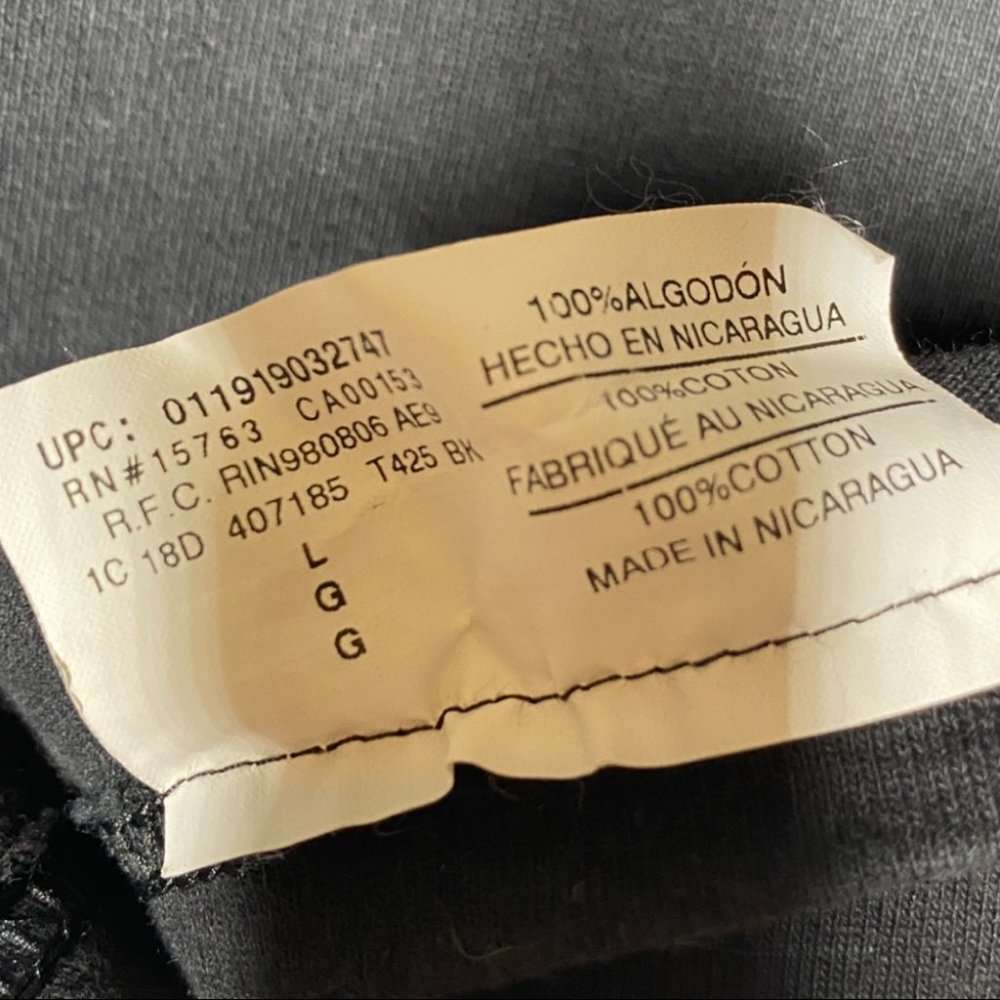 UPC: 011919032747
RN#15763 CA00153
R.F.C. RIN980806 AE9
1C 18D 407185 T425 BK
L
G
G
100%ALGODÓN
HECHO EN NICARAGUA
100%COTON
FABRIQUÉ AU NICARAGUA
100%COTTON
MADE IN NICARAGUA